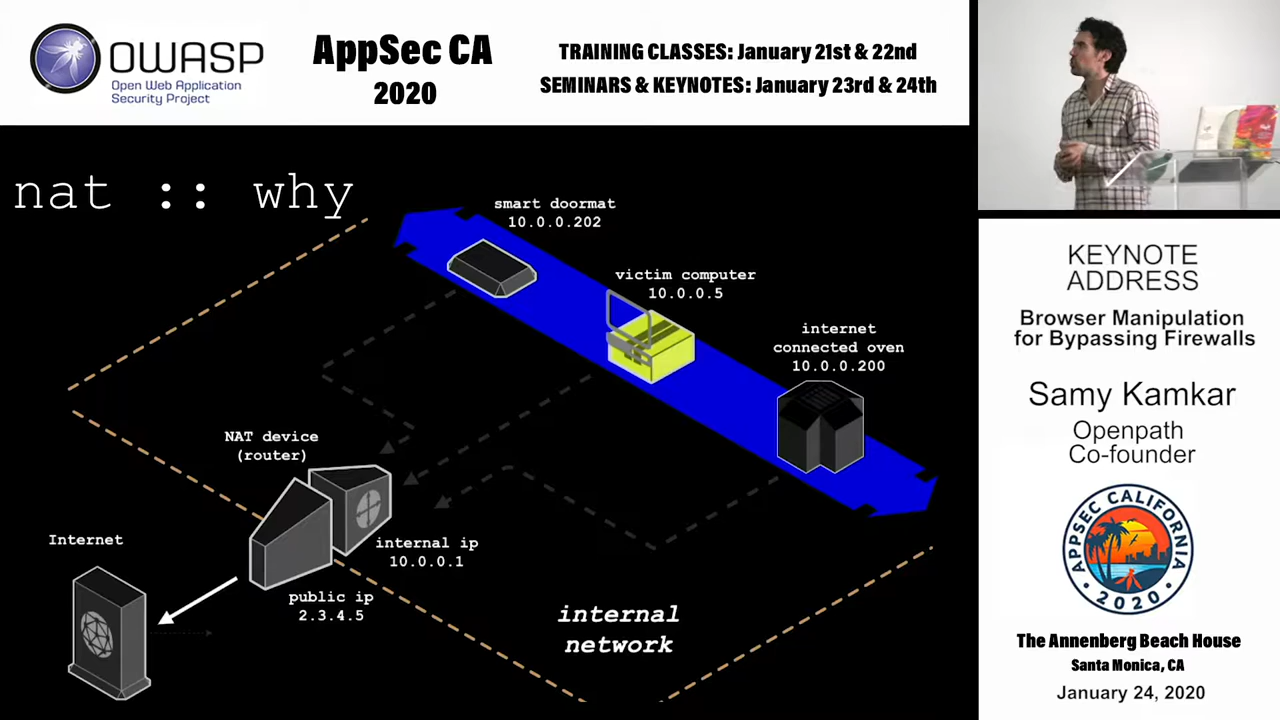 OWASP
Open Web Application
Security Project
AppSec CA
2020
TRAINING CLASSES: January 21st & 22nd
SEMINARS & KEYNOTES: January 23rd & 24th
nat :: why
smart doormat
10.0.0.202
victim computer
10.0.0.5
internet
connected oven
10.0.0.200
NAT device
(router)
Internet
internal ip
10.0.0.1
public ip
2.3.4.5
internal
network
KEYNOTE
ADDRESS
Browser Manipulation
for Bypassing Firewalls
Samy Kamkar
Openpath
Co-founder
APPSEC CALIFORNIA
2020
The Annenberg Beach House
Santa Monica, CA
January 24, 2020